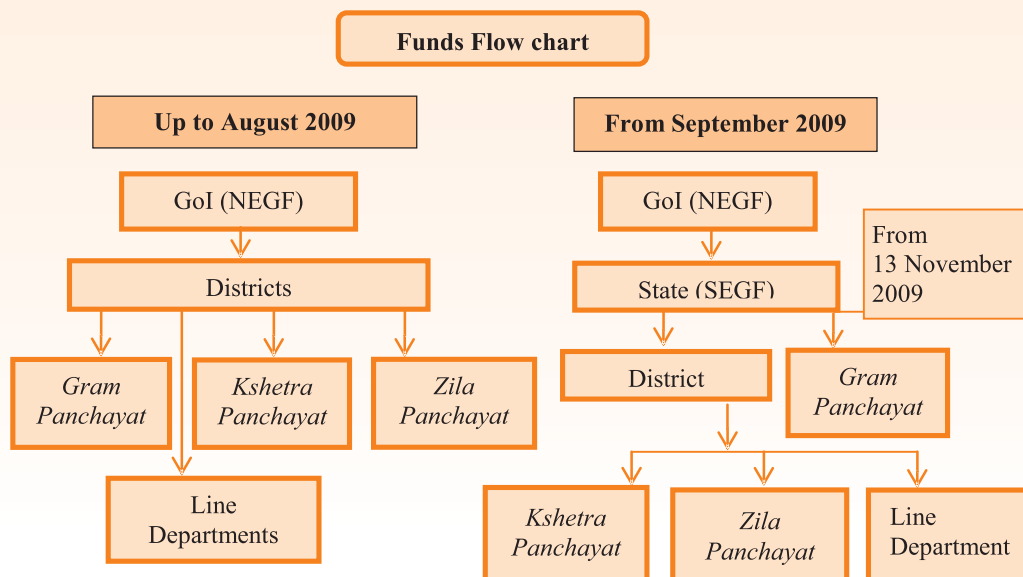 Funds Flow chart
Up to August 2009
From September 2009
GoI (NEGF)
GoI (NEGF)
From
13 November
2009
Districts
State (SEGF)
Gram
Panchayat
Kshetra
Panchayat
Zila
Panchayat
District
Gram
Panchayat
Line
Departments
Kshetra
Panchayat
Zila
Panchayat
Line
Department